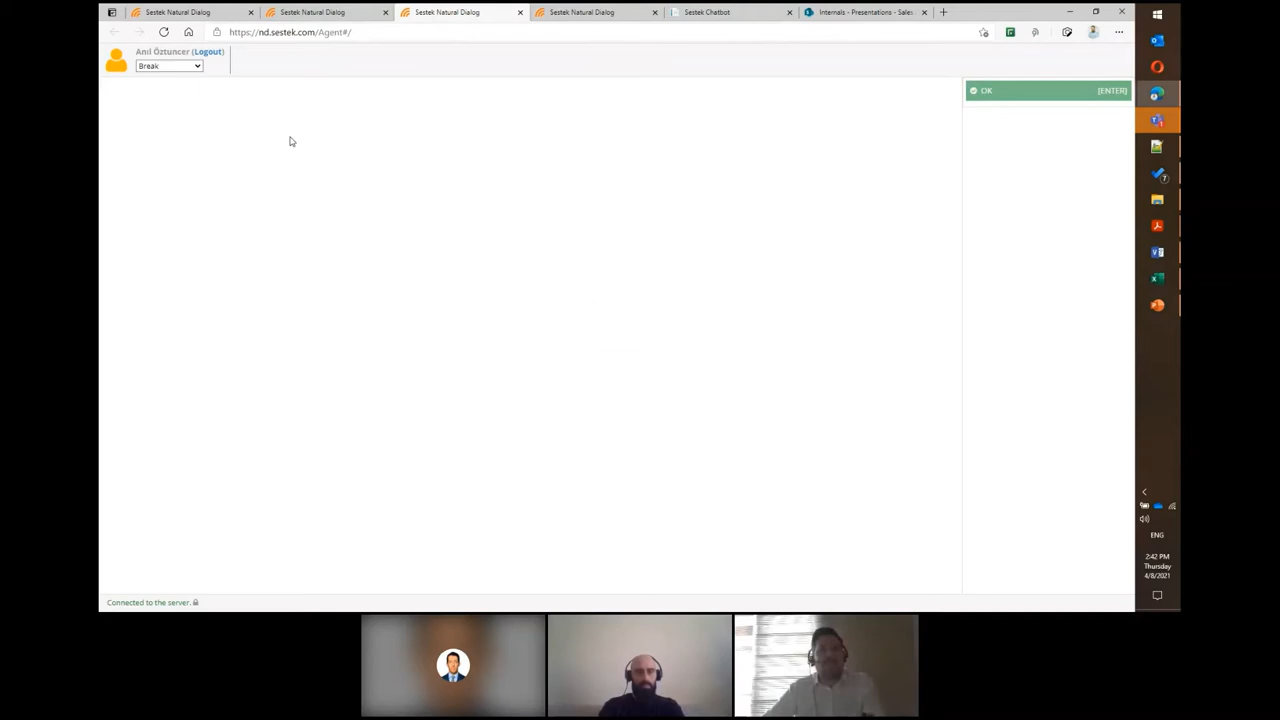 Sestek Natural Dialog
Sestek Natural Dialog
Sestek Natural Dialog
Sestek Natural Dialog
Sestek Chatbot
Internals - Presentations - Sales
https://nd.sestek.com/Agent#/
Anıl Öztuncer (Logout)
Break
OK [ENTER]
7
ENG
2:42 PM
Thursday
4/8/2021
Connected to the server.